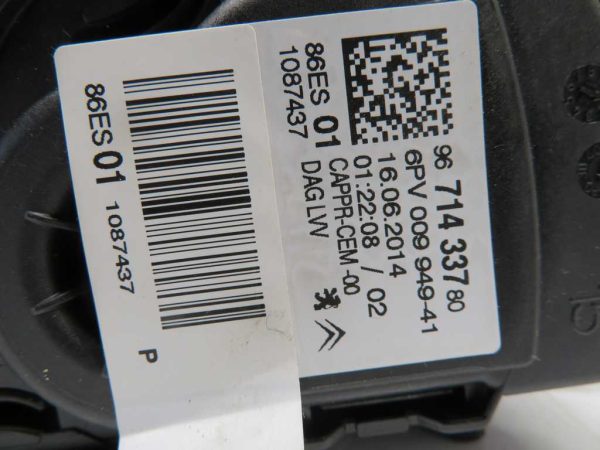 86ES 01 1087437
P
86ES 01
1087437
96 714 337 80
6PV 009 949-41
16.06.2014
01:22:08 / 02
CAPPR-CEM-00
DAG LVV